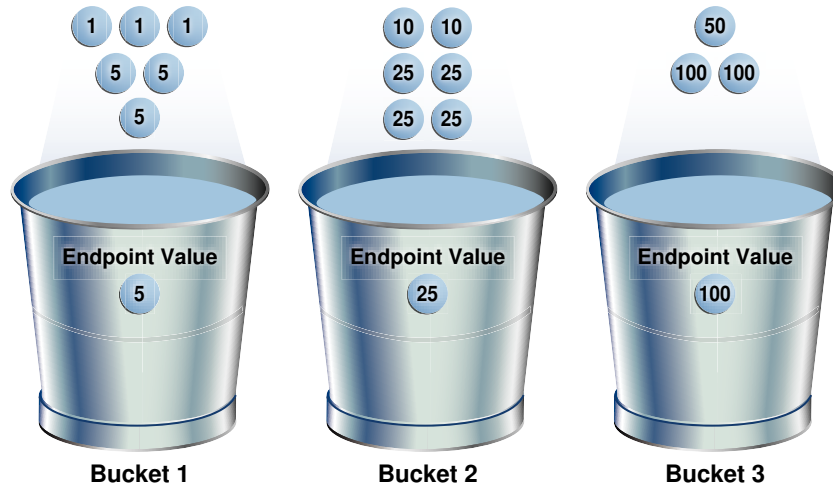 1 1 1
5 5
5
Endpoint Value
5
Bucket 1
10 10
25 25
25 25
Endpoint Value
25
Bucket 2
50
100 100
Endpoint Value
100
Bucket 3